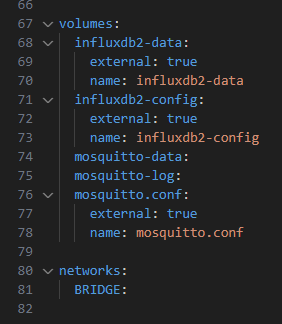 66
67 volumes:
68 influxdb2-data:
69 external: true
70 name: influxdb2-data
71 influxdb2-config:
72 external: true
73 name: influxdb2-config
74 mosquitto-data:
75 mosquitto-log:
76 mosquitto.conf:
77 external: true
78 name: mosquitto.conf
79
80 networks:
81 BRIDGE:
82